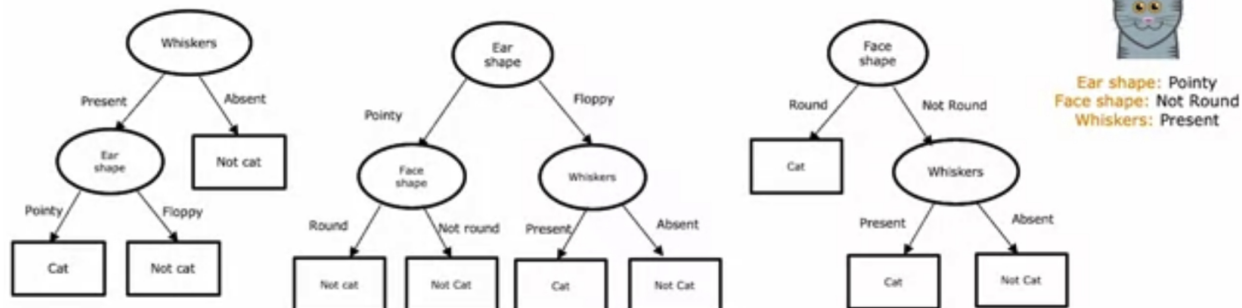 Whiskers
Present
Absent
Ear
shape
Not cat
Pointy
Floppy
Cat
Not cat
Ear
shape
Pointy
Floppy
Face
shape
Whiskers
Round
Not round
Present
Absent
Not cat
Not Cat
Cat
Not Cat
Face
shape
Round
Not Round
Cat
Whiskers
Present
Absent
Cat
Not Cat
Ear shape: Pointy
Face shape: Not Round
Whiskers: Present